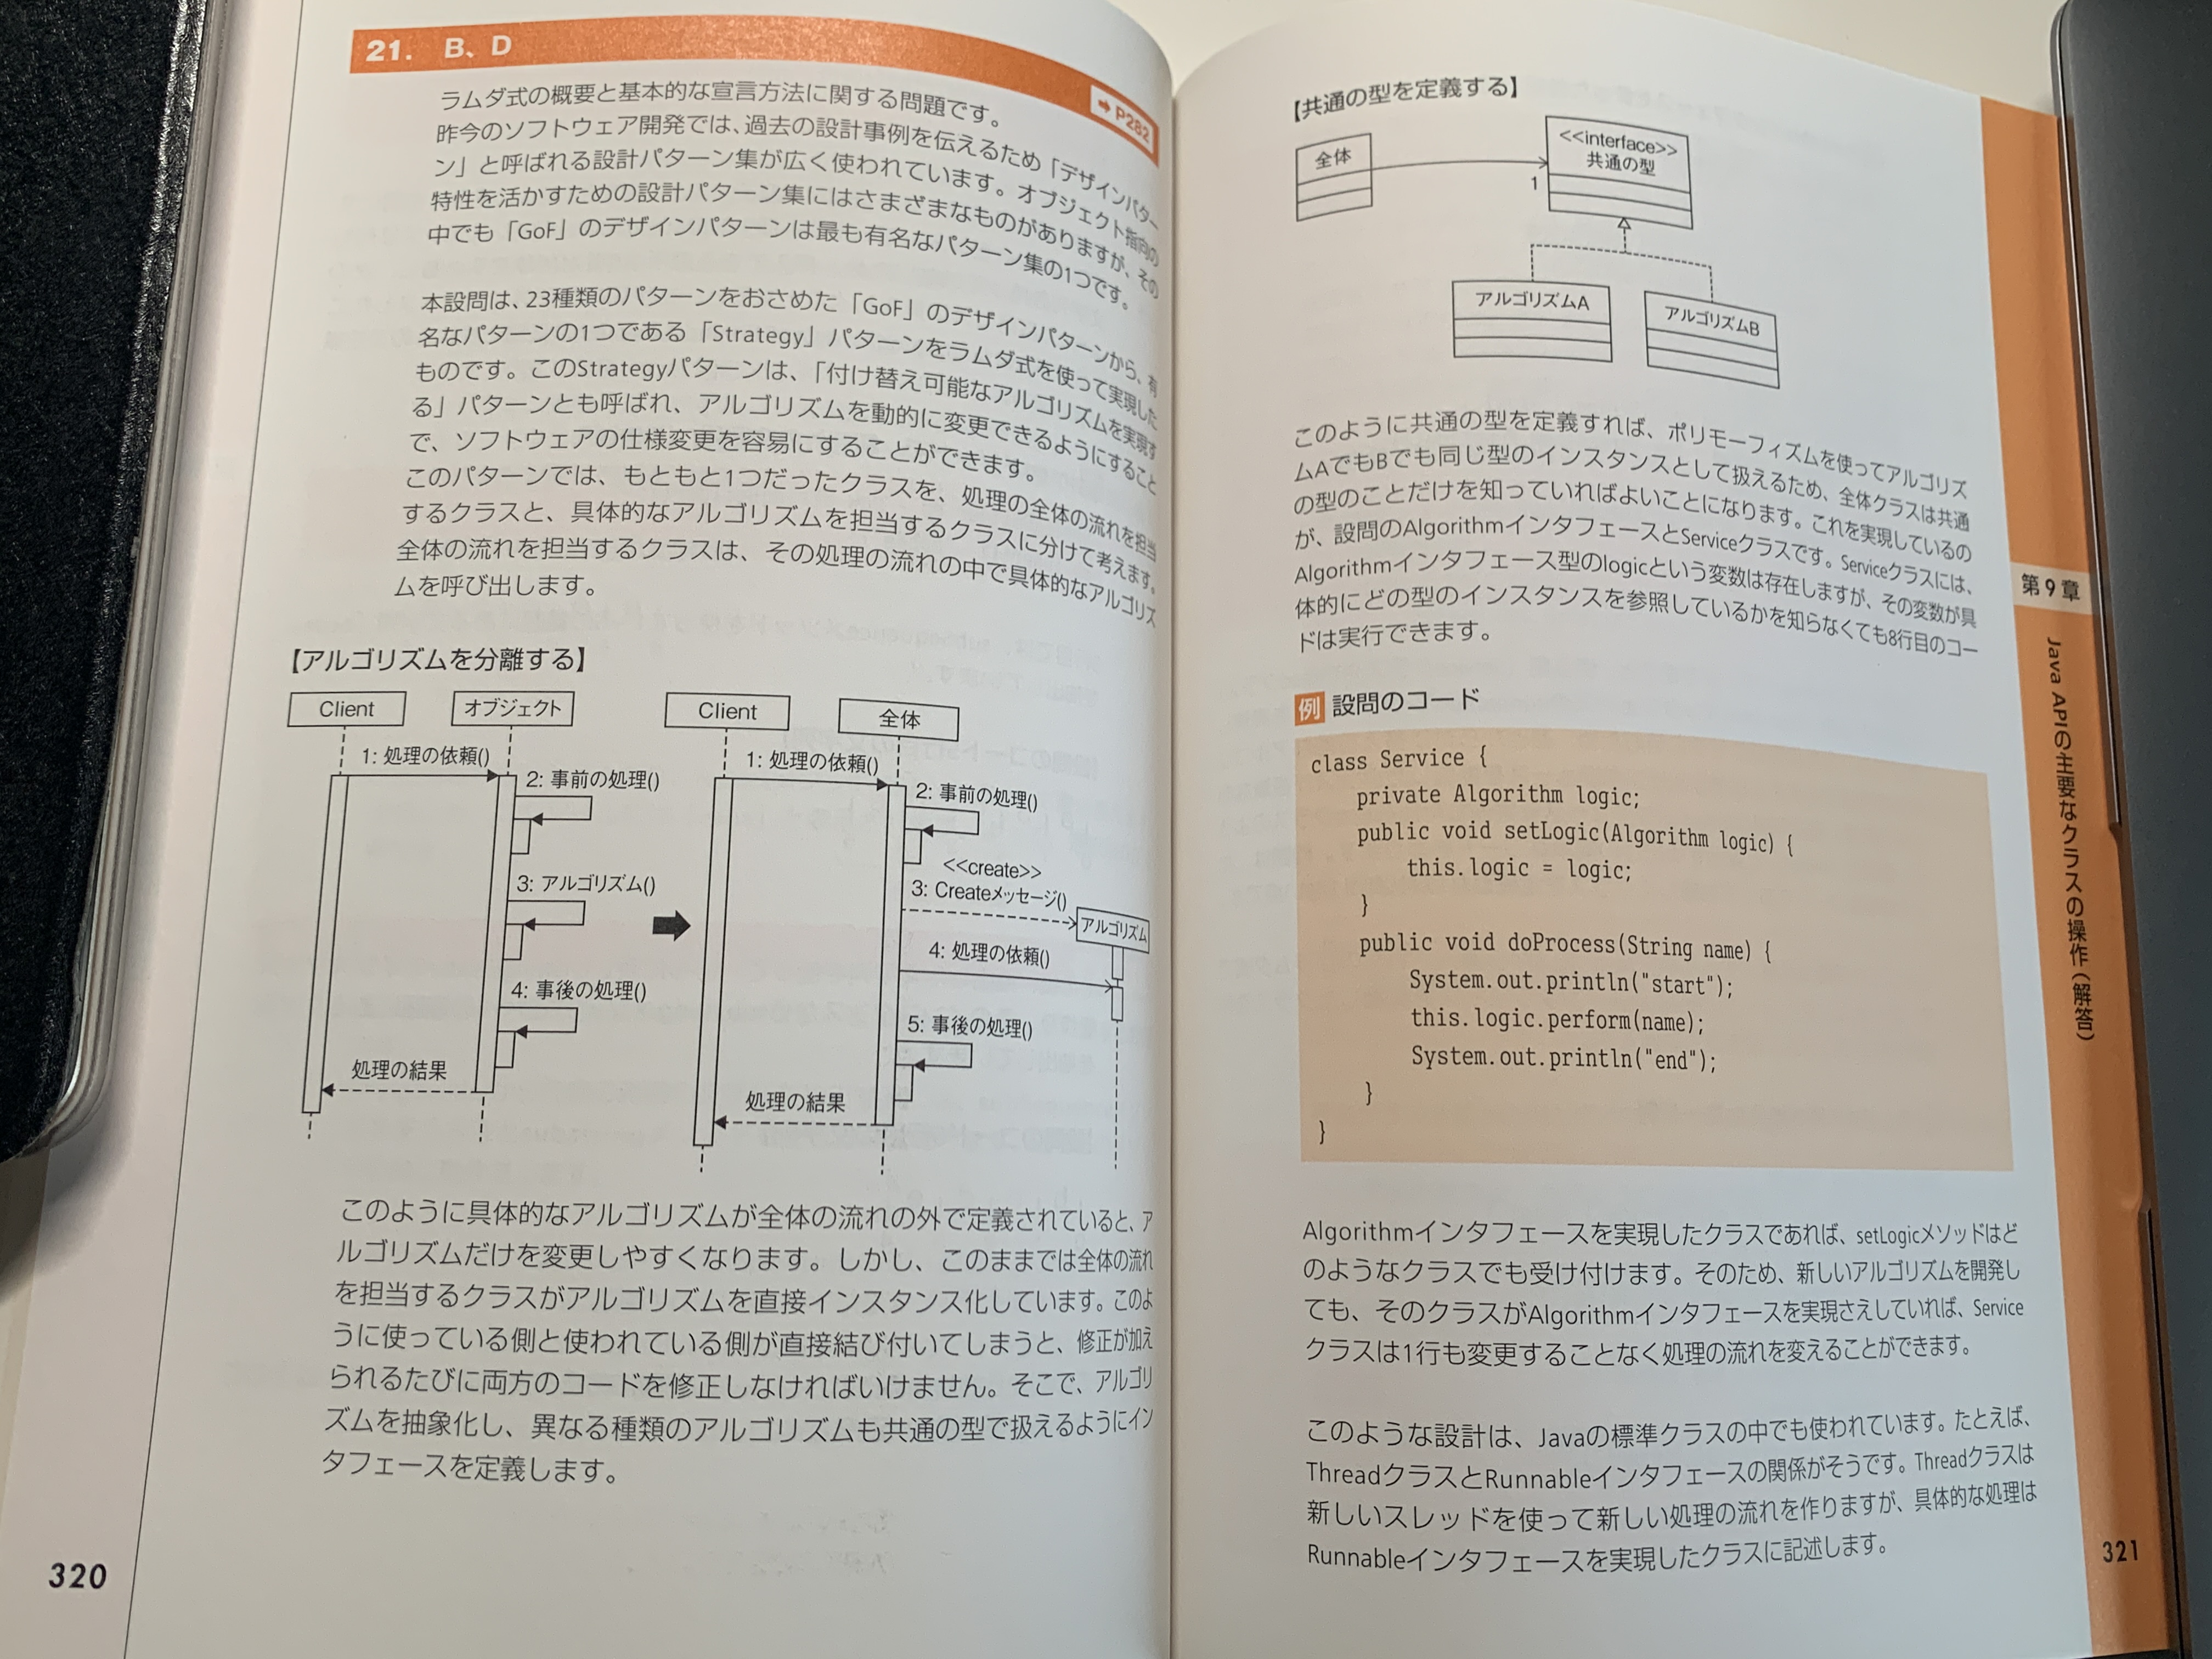 21. B、D
➡ P282
ラムダ式の概要と基本的な宣言方法に関する問題です。
昨今のソフトウェア開発では、過去の設計事例を伝えるため「デザインパター
ン」と呼ばれる設計パターン集が広く使われています。オブジェクト指向の
特性を活かすための設計パターン集にはさまざまなものがありますが、その
中でも「GoF」のデザインパターンは最も有名なパターン集の1つです。
本設問は、23種類のパターンをおさめた「GoF」のデザインパターンから、有
名なパターンの1つである「Strategy」パターンをラムダ式を使って実現した
ものです。このStrategyパターンは、「付け替え可能なアルゴリズムを実現す
る」パターンとも呼ばれ、アルゴリズムを動的に変更できるようにすること
で、ソフトウェアの仕様変更を容易にすることができます。
このパターンでは、もともと1つだったクラスを、処理の全体の流れを担当
するクラスと、具体的なアルゴリズムを担当するクラスに分けて考えます。
全体の流れを担当するクラスは、その処理の流れの中で具体的なアルゴリズ
ムを呼び出します。
【アルゴリズムを分離する】
Client
オブジェクト
1: 処理の依頼()
2: 事前の処理()
3: アルゴリズム()
4: 事後の処理()
処理の結果
Client
全体
1: 処理の依頼()
2: 事前の処理()
<<create>>
3: Createメッセージ()
アルゴリズム
4: 処理の依頼()
5: 事後の処理()
処理の結果
このように具体的なアルゴリズムが全体の流れの外で定義されていると、ア
ルゴリズムだけを変更しやすくなります。しかし、このままでは全体の流れ
を担当するクラスがアルゴリズムを直接インスタンス化しています。このよ
うに使っている側と使われている側が直接結び付いてしまうと、修正が加え
られるたびに両方のコードを修正しなければいけません。そこで、アルゴリ
ズムを抽象化し、異なる種類のアルゴリズムも共通の型で扱えるようにイン
タフェースを定義します。
320
【共通の型を定義する】
全体
1
<<interface>>
共通の型
アルゴリズムA
アルゴリズムB
このように共通の型を定義すれば、ポリモーフィズムを使ってアルゴリズ
ムAでもBでも同じ型のインスタンスとして扱えるため、全体クラスは共通
の型のことだけを知っていればよいことになります。これを実現しているの
が、設問のAlgorithmインタフェースとServiceクラスです。Serviceクラスには、
Algorithmインタフェース型のlogicという変数は存在しますが、その変数が具
体的にどの型のインスタンスを参照しているかを知らなくても8行目のコー
ドは実行できます。
例 設問のコード
class Service {
private Algorithm logic;
public void setLogic(Algorithm logic) {
this.logic = logic;
}
public void doProcess(String name) {
System.out.println("start");
this.logic.perform(name);
System.out.println("end");
}
}
Algorithmインタフェースを実現したクラスであれば、setLogicメソッドはど
のようなクラスでも受け付けます。そのため、新しいアルゴリズムを開発し
ても、そのクラスがAlgorithmインタフェースを実現さえしていれば、Service
クラスは1行も変更することなく処理の流れを変えることができます。
このような設計は、Javaの標準クラスの中でも使われています。たとえば、
ThreadクラスとRunnableインタフェースの関係がそうです。Threadクラスは
新しいスレッドを使って新しい処理の流れを作りますが、具体的な処理は
Runnableインタフェースを実現したクラスに記述します。
第9章
Java APIの主要なクラスの操作(解答)
321